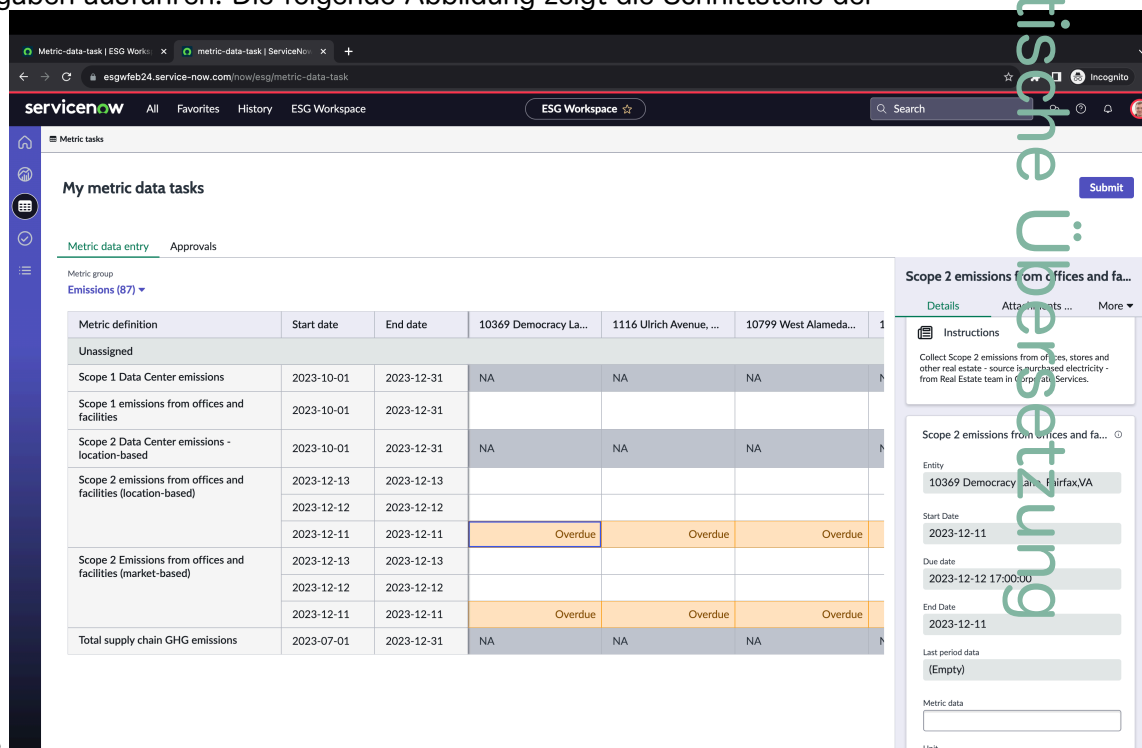 gaben ausführen. Die folgende Abbildung zeigt die Schnittstelle der
Metric-data-task | ESG Works
metric-data-task | ServiceNow
esgwfeb24.service-now.com/now/esg/metric-data-task
Incognito
servicenow
All
Favorites
History
ESG Workspace
ESG Workspace
Search
Metric tasks
My metric data tasks
Submit
Metric data entry
Approvals
Metric group
Emissions (87)
Metric definition Start date End date 10369 Democracy La... 1116 Ulrich Avenue, ... 10799 West Alameda... 1
Unassigned
Scope 1 Data Center emissions 2023-10-01 2023-12-31 NA NA NA
Scope 1 emissions from offices and
facilities 2023-10-01 2023-12-31
Scope 2 Data Center emissions -
location-based 2023-10-01 2023-12-31 NA NA NA
Scope 2 emissions from offices and
facilities (location-based) 2023-12-13 2023-12-13
2023-12-12 2023-12-12
2023-12-11 2023-12-11 Overdue Overdue Overdue
Scope 2 Emissions from offices and
facilities (market-based) 2023-12-13 2023-12-13
2023-12-12 2023-12-12
2023-12-11 2023-12-11 Overdue Overdue Overdue
Total supply chain GHG emissions 2023-07-01 2023-12-31 NA NA NA
Scope 2 emissions from offices and fa...
Details
Attachments ...
More
Instructions
Collect Scope 2 emissions from offices, stores and
other real estate - source is purchased electricity -
from Real Estate team in Corporate Services.
Scope 2 emissions from offices and fa...
Entity
10369 Democracy Lane, Fairfax,VA
Start Date
2023-12-11
Due date
2023-12-12 17:00:00
End Date
2023-12-11
Last period data
(Empty)
Metric data
Unit
tische Übersetzung